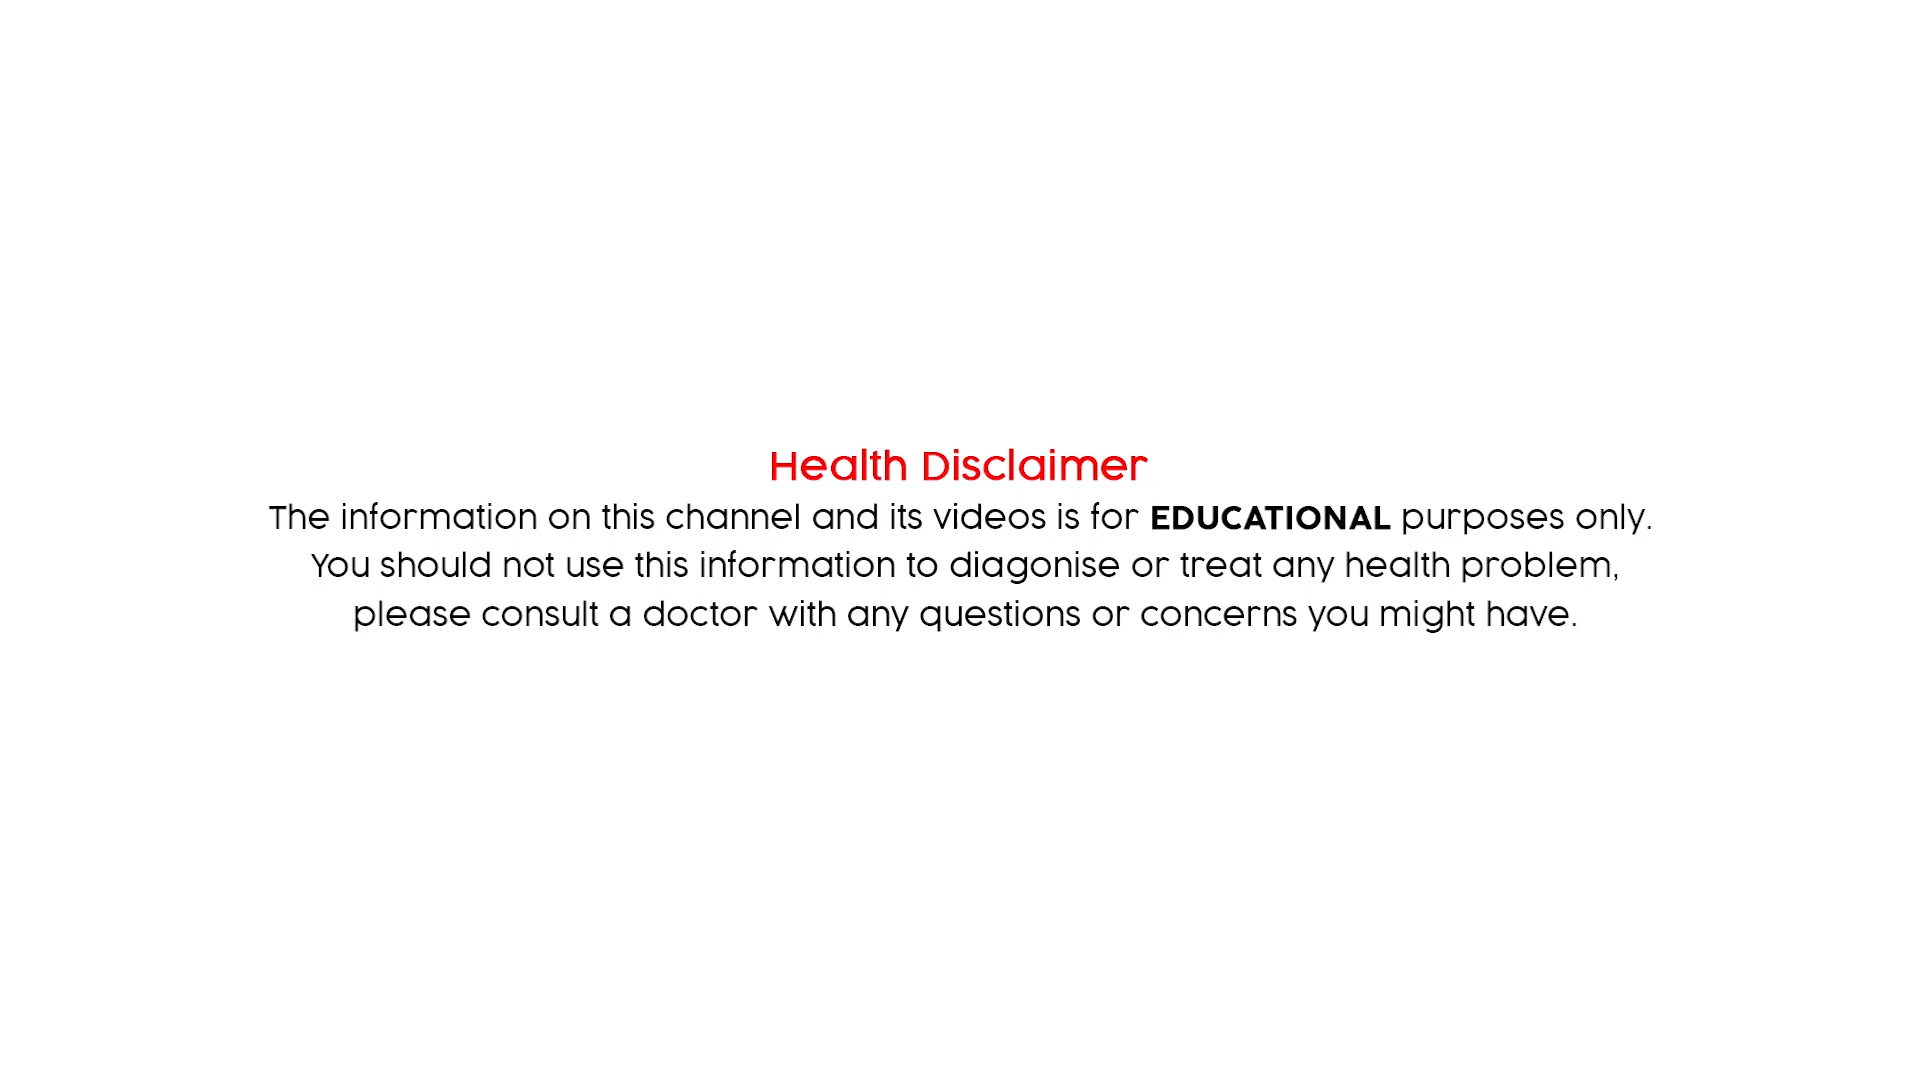 Health Disclaimer
The information on this channel and its videos is for EDUCATIONAL purposes only.
You should not use this information to diagonise or treat any health problem,
please consult a doctor with any questions or concerns you might have.